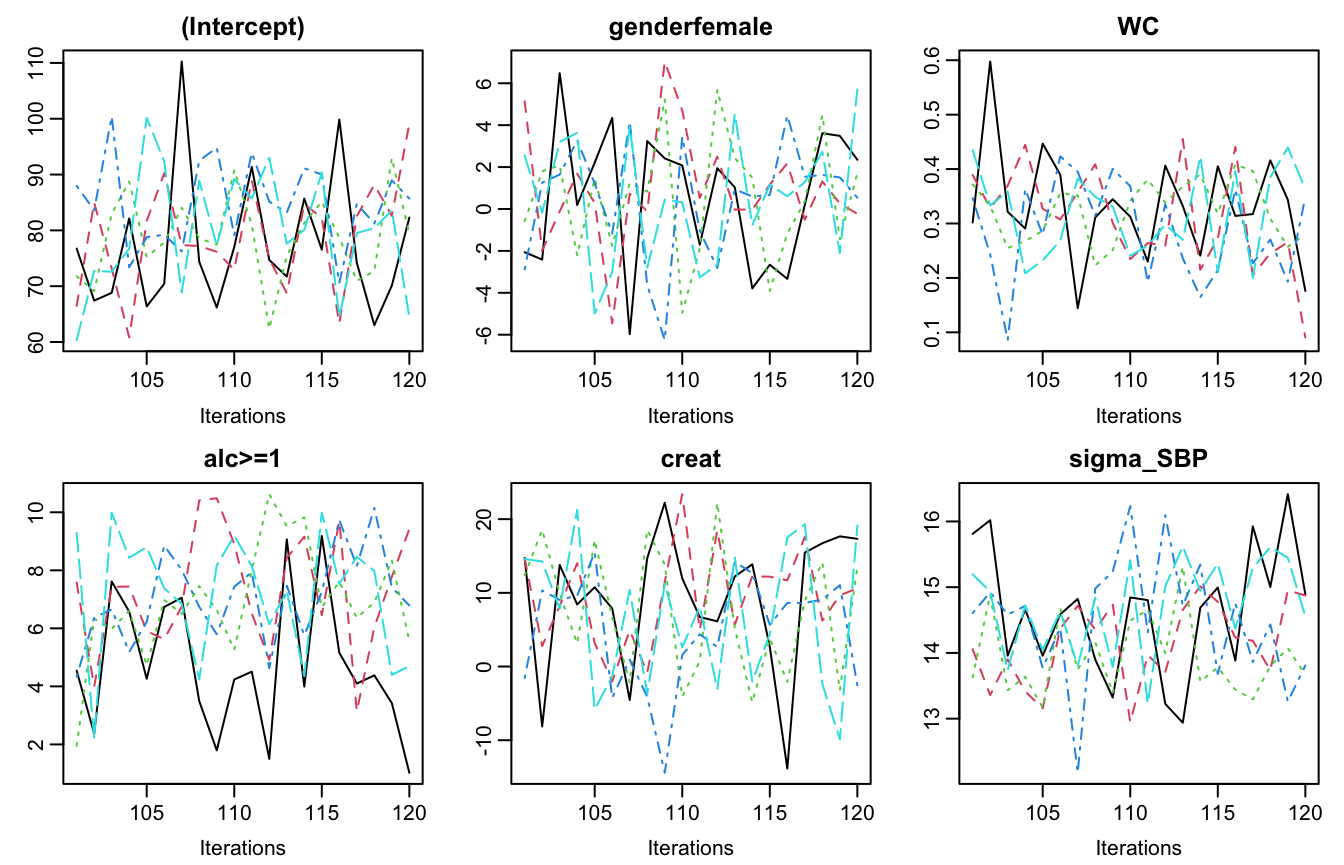 (Intercept) genderfemale WC
110 100 90 80 70 60
6 4 2 0 -2 -4 -6
0.6 0.5 0.4 0.3 0.2 0.1
105 110 115 120 105 110 115 120 105 110 115 120
Iterations Iterations Iterations
alc>=1 creat sigma_SBP
10 8 6 4 2
20 10 0 -10
16 15 14 13
105 110 115 120 105 110 115 120 105 110 115 120
Iterations Iterations Iterations